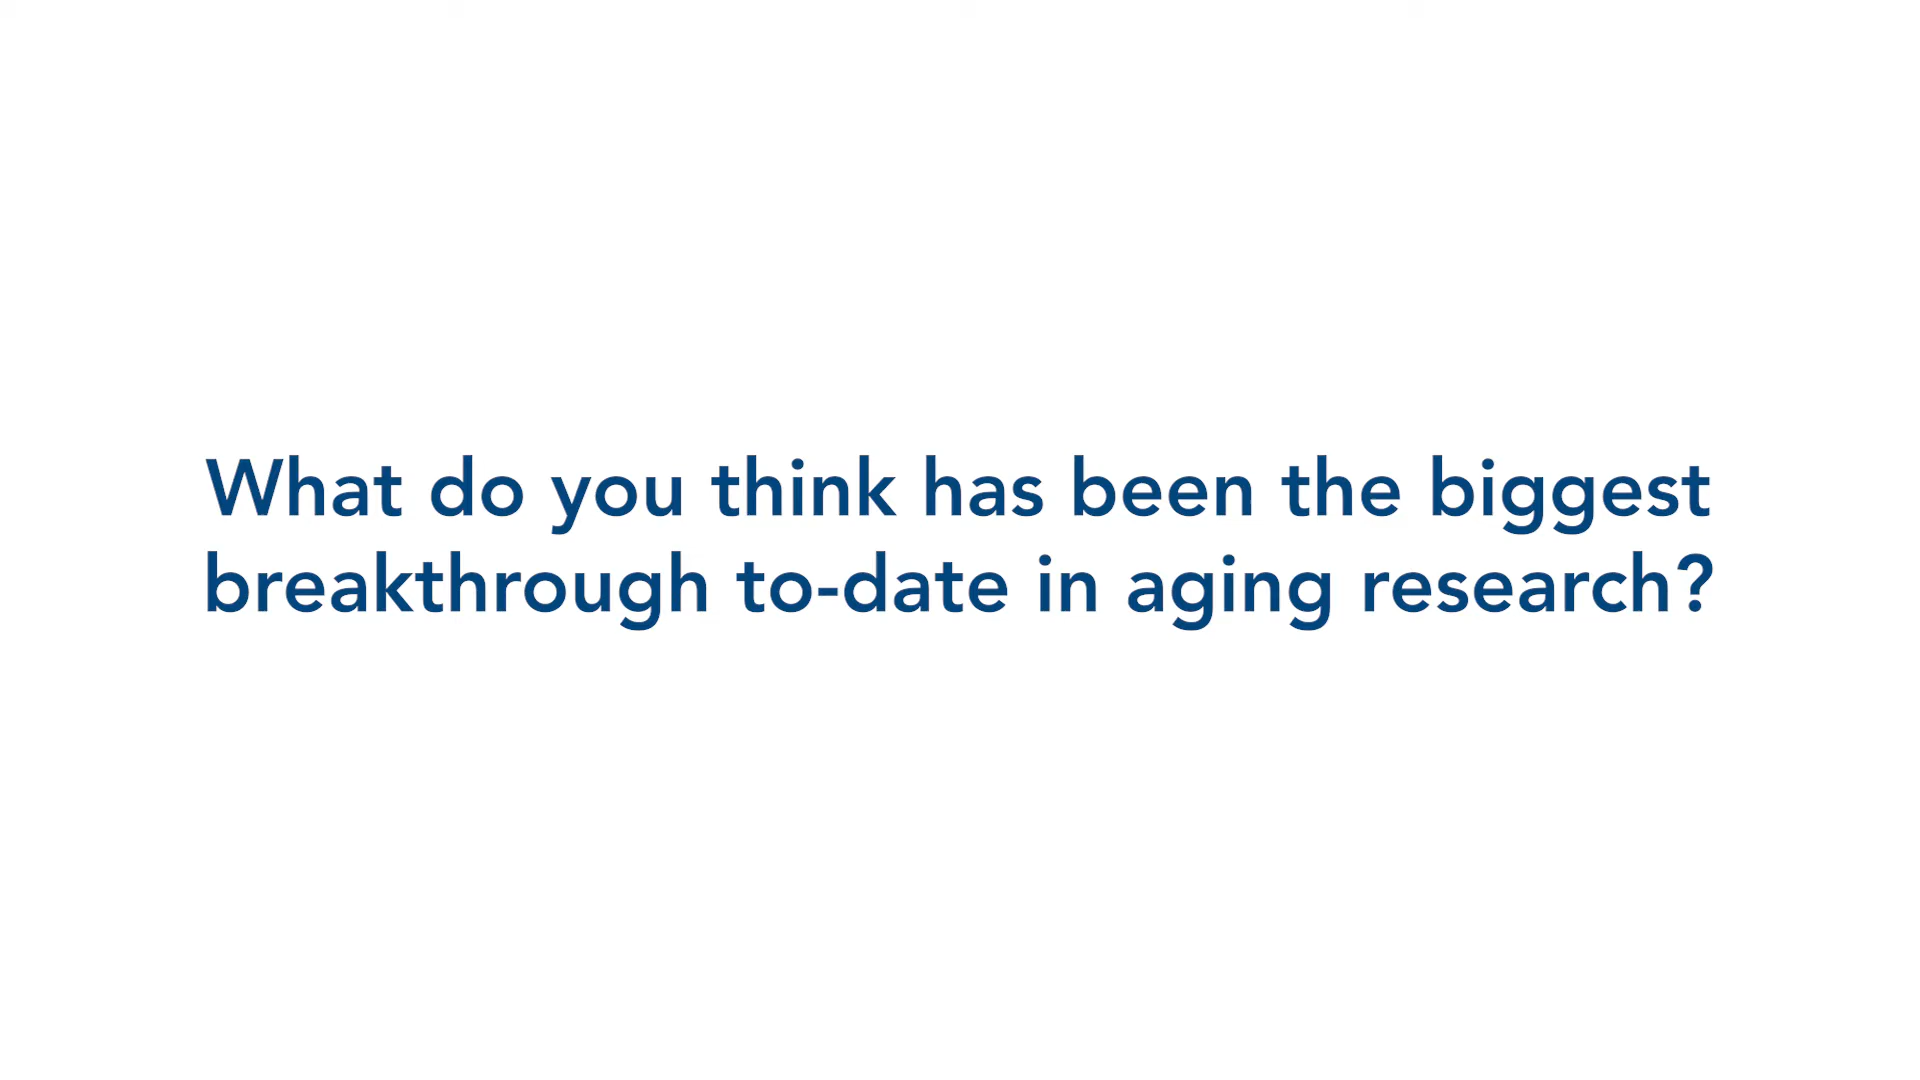 What do you think has been the biggest
breakthrough to-date in aging research?